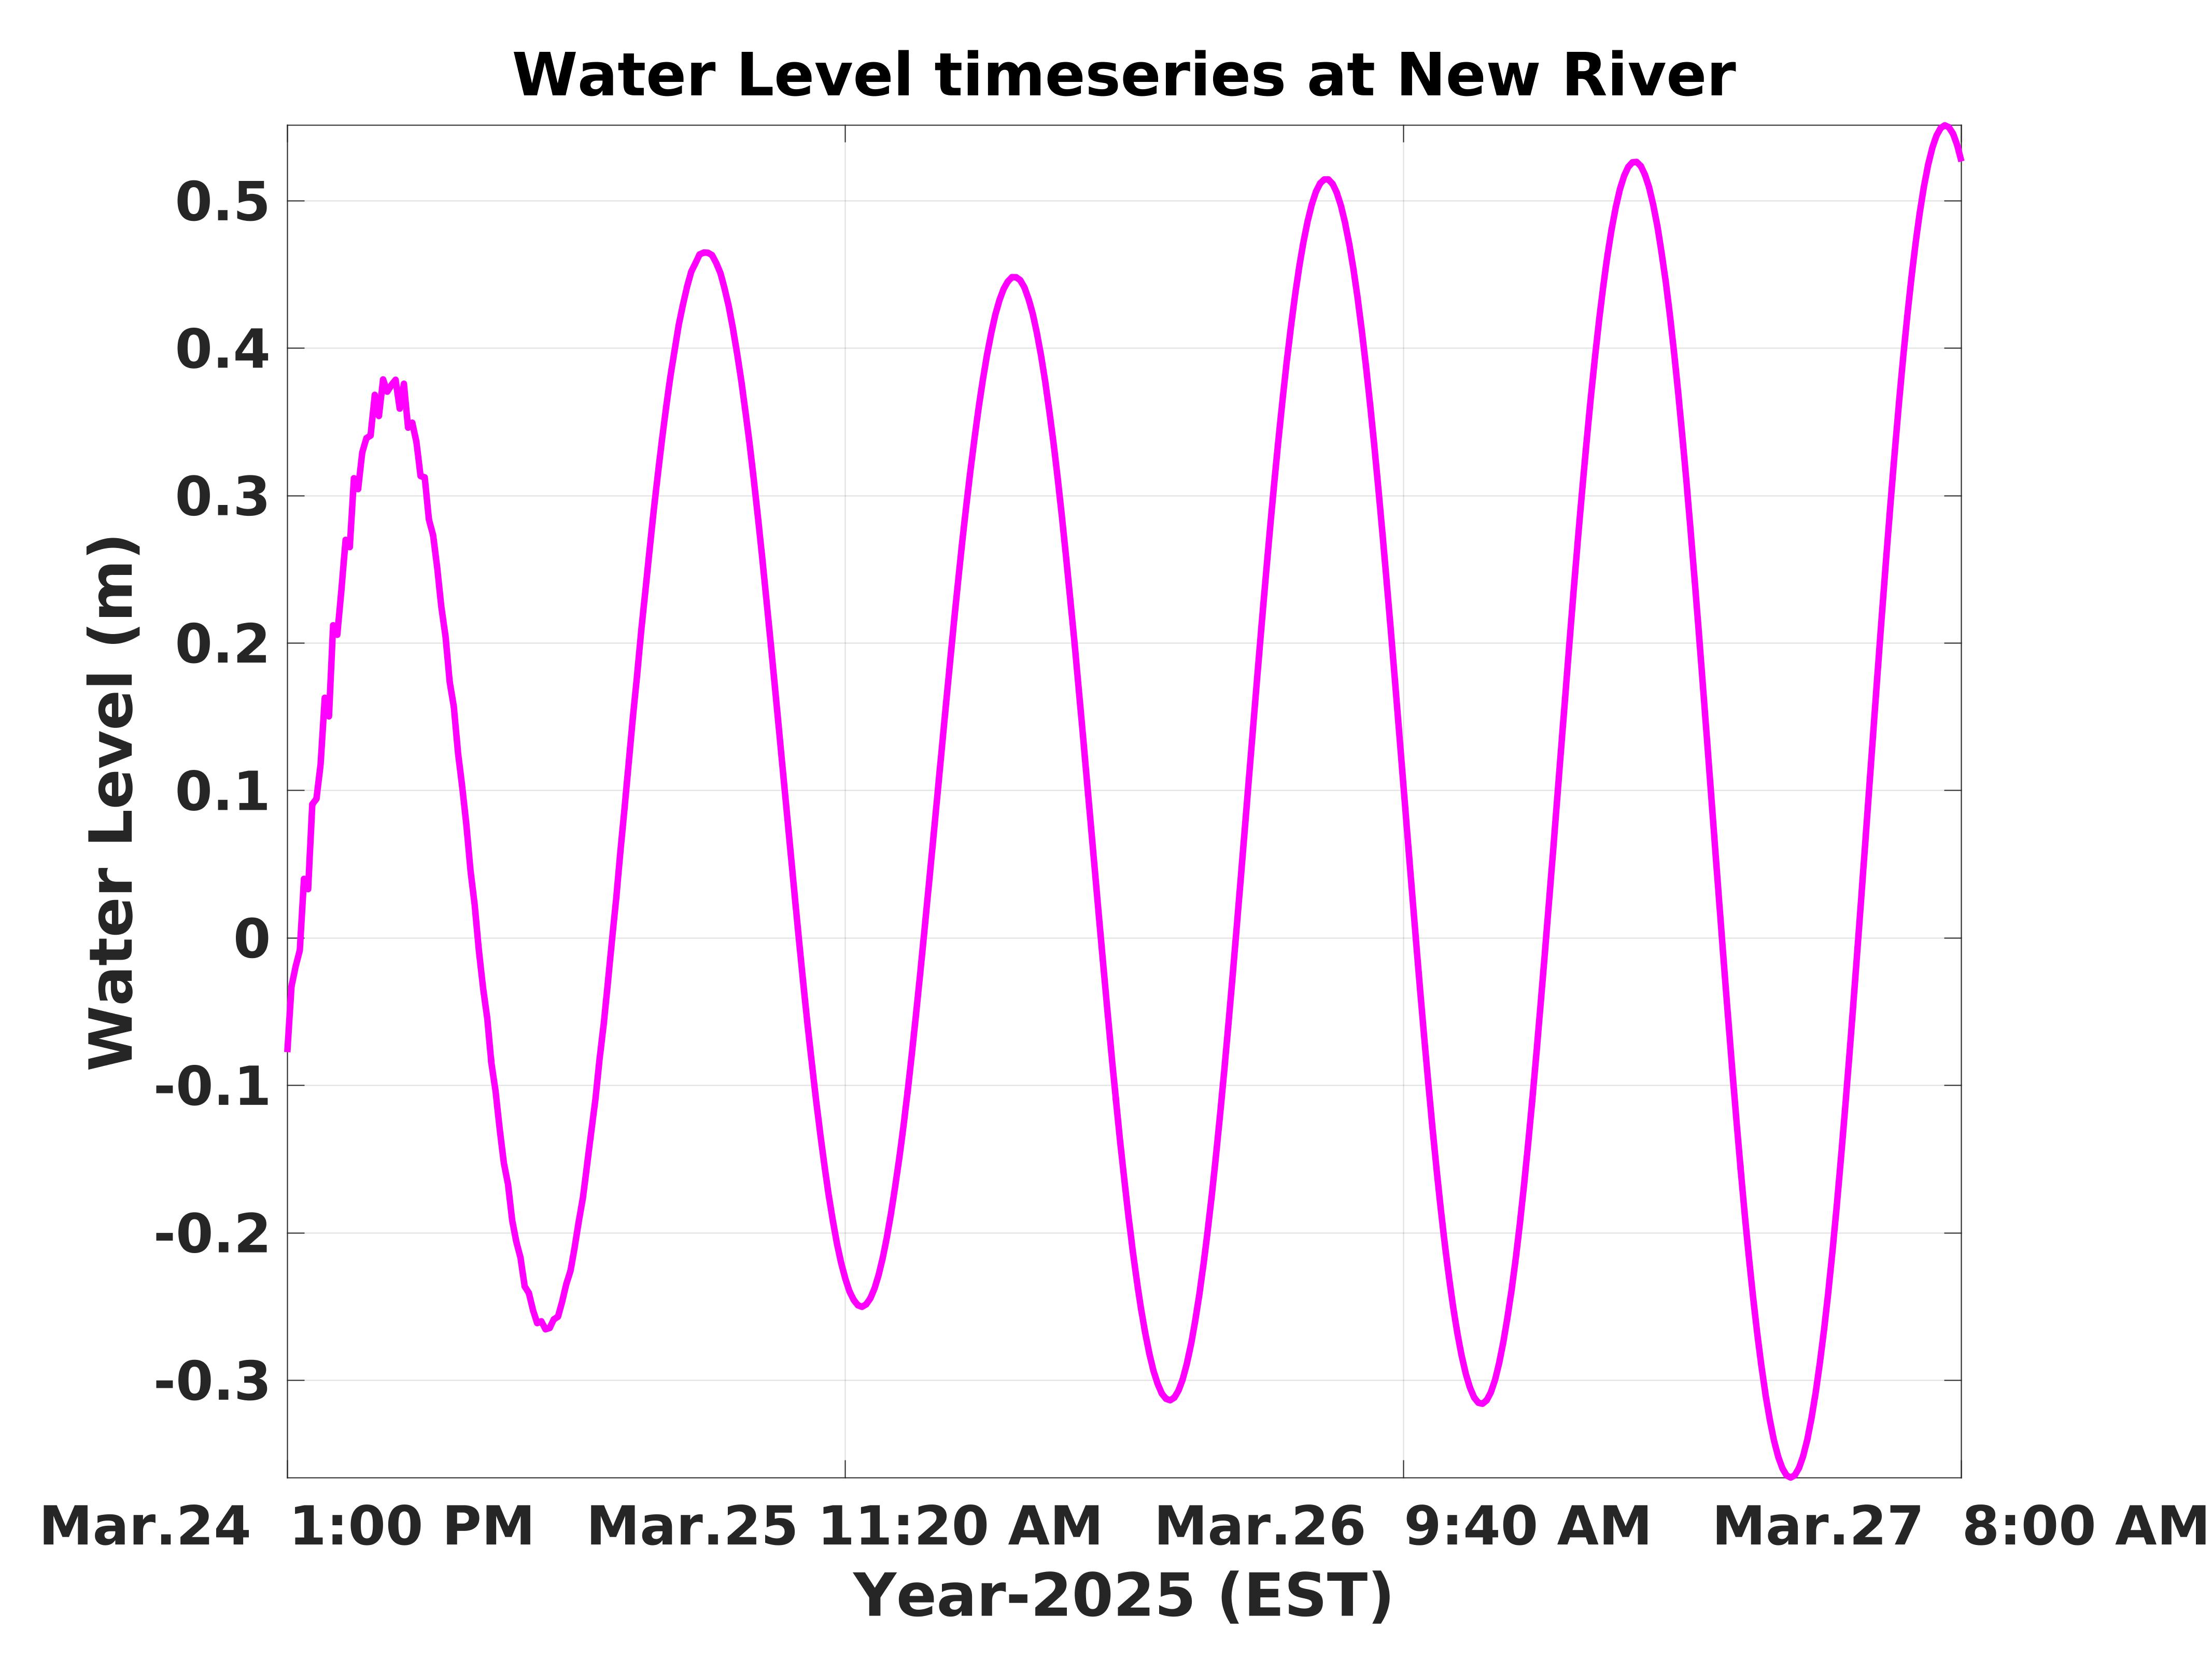 Water Level timeseries at New River
0.5
0.4
0.3
0.2
0.1
0
-0.1
-0.2
-0.3
Water Level (m)
Mar.24 1:00 PM Mar.25 11:20 AM Mar.26 9:40 AM Mar.27 8:00 AM
Year-2025 (EST)